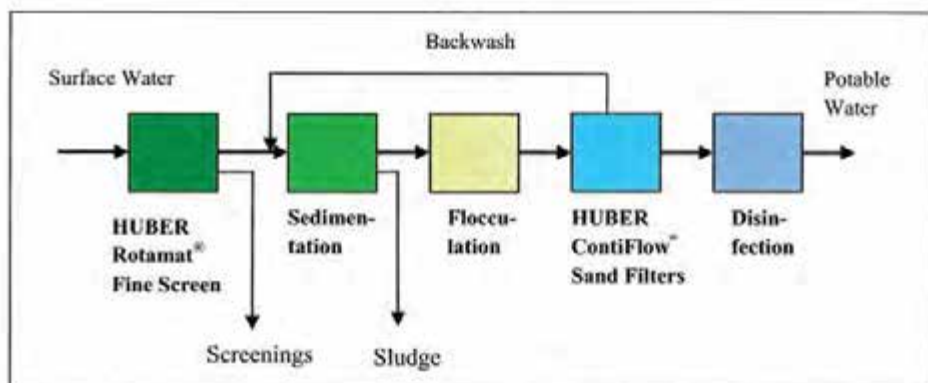 Backwash
Surface Water
Potable
Water
HUBER
Rotamat®
Fine Screen
Sedimen-
tation
Floccu-
lation
HUBER
ContiFlow®
Sand Filters
Disin-
fection
Screenings
Sludge